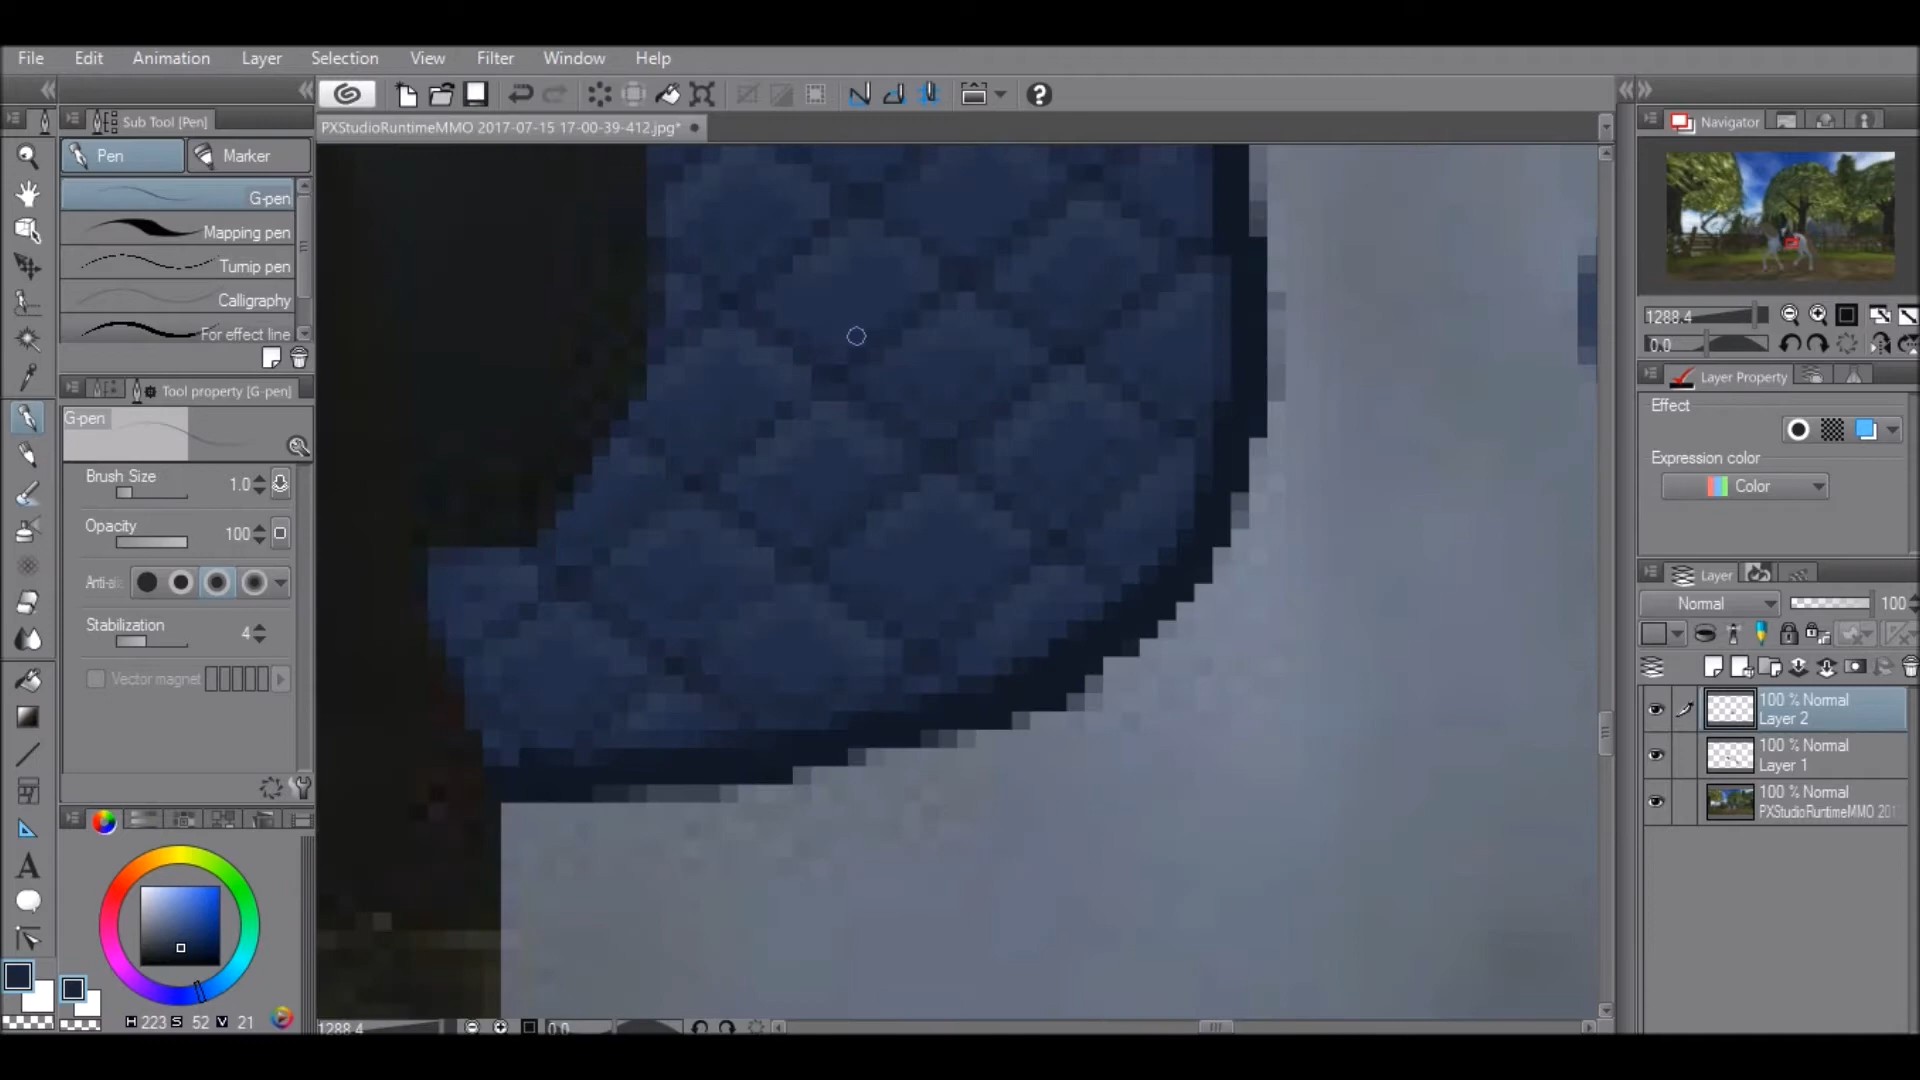 File Edit Animation Layer Selection View Filter Window Help
Sub Tool [Pen]
PXStudioRuntimeMMO 2017-07-15 17-00-39-412.jpg*
Navigator
Pen Marker
G-pen
Mapping pen
Turnip pen
Calligraphy
For effect line
1288.4
0.0
Tool property [G-pen]
G-pen
Brush Size 1.0
Opacity 100
Anti-ali
Stabilization 4
Vector magnet
H 223 S 52 V 21
1288.4 0.0
Layer Property
Effect
Expression color
Color
Layer
Normal 100
100 % Normal
Layer 2
100 % Normal
Layer 1
100 % Normal
PXStudioRuntimeMMO 201